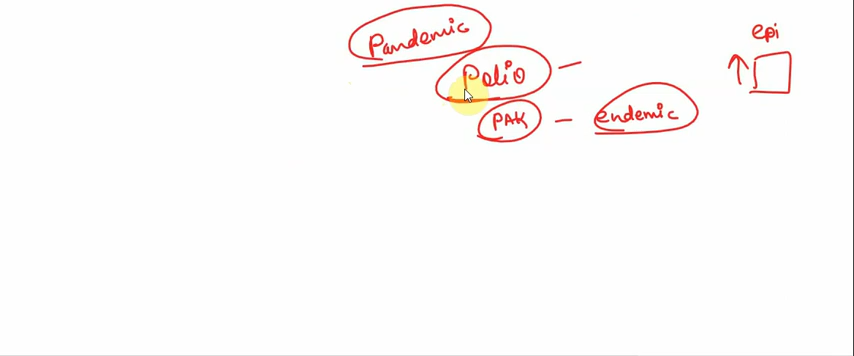 Pandemic
epi
Polio –
↑
PAK – endemic